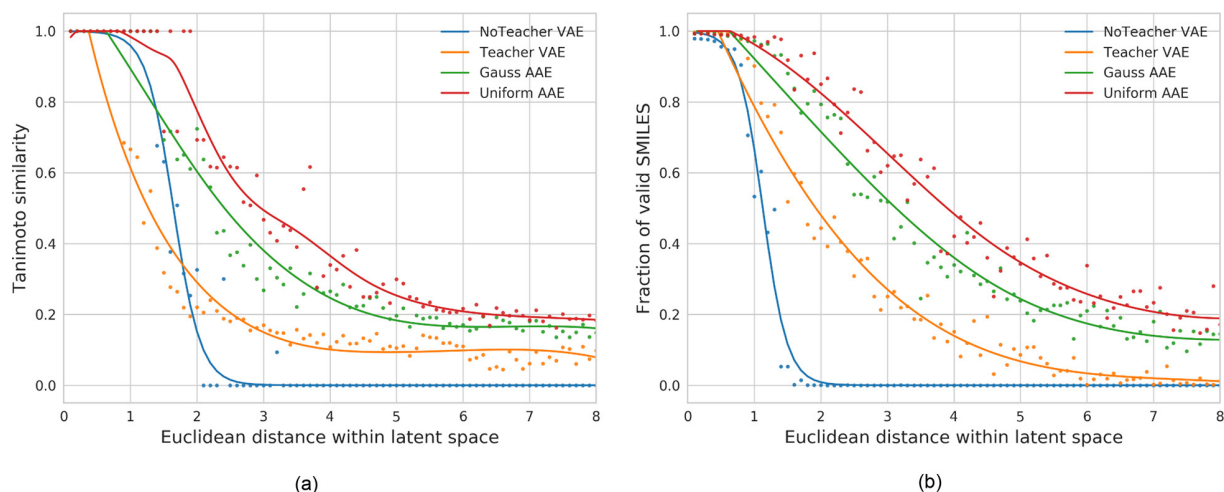 NoTeacher VAE
Teacher VAE
Gauss AAE
Uniform AAE
1.0
0.8
0.6
0.4
0.2
0.0
Tanimoto similarity
0 1 2 3 4 5 6 7 8
Euclidean distance within latent space
(a)
NoTeacher VAE
Teacher VAE
Gauss AAE
Uniform AAE
1.0
0.8
0.6
0.4
0.2
0.0
Fraction of valid SMILES
0 1 2 3 4 5 6 7 8
Euclidean distance within latent space
(b)